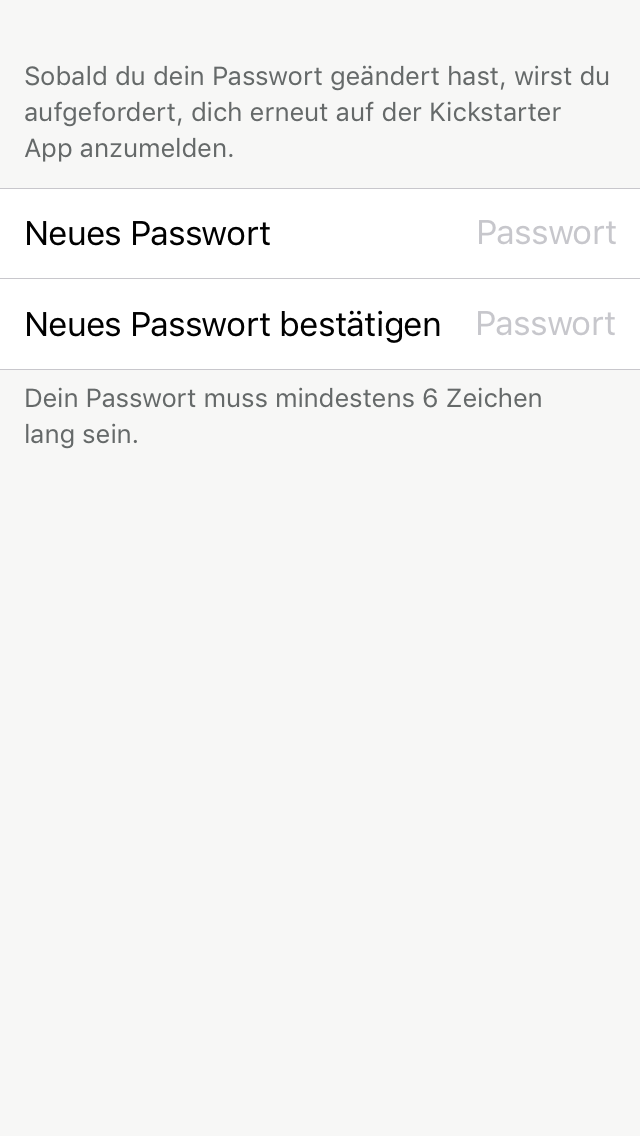 Sobald du dein Passwort geändert hast, wirst du
aufgefordert, dich erneut auf der Kickstarter
App anzumelden.
Neues Passwort Passwort
Neues Passwort bestätigen Passwort
Dein Passwort muss mindestens 6 Zeichen
lang sein.